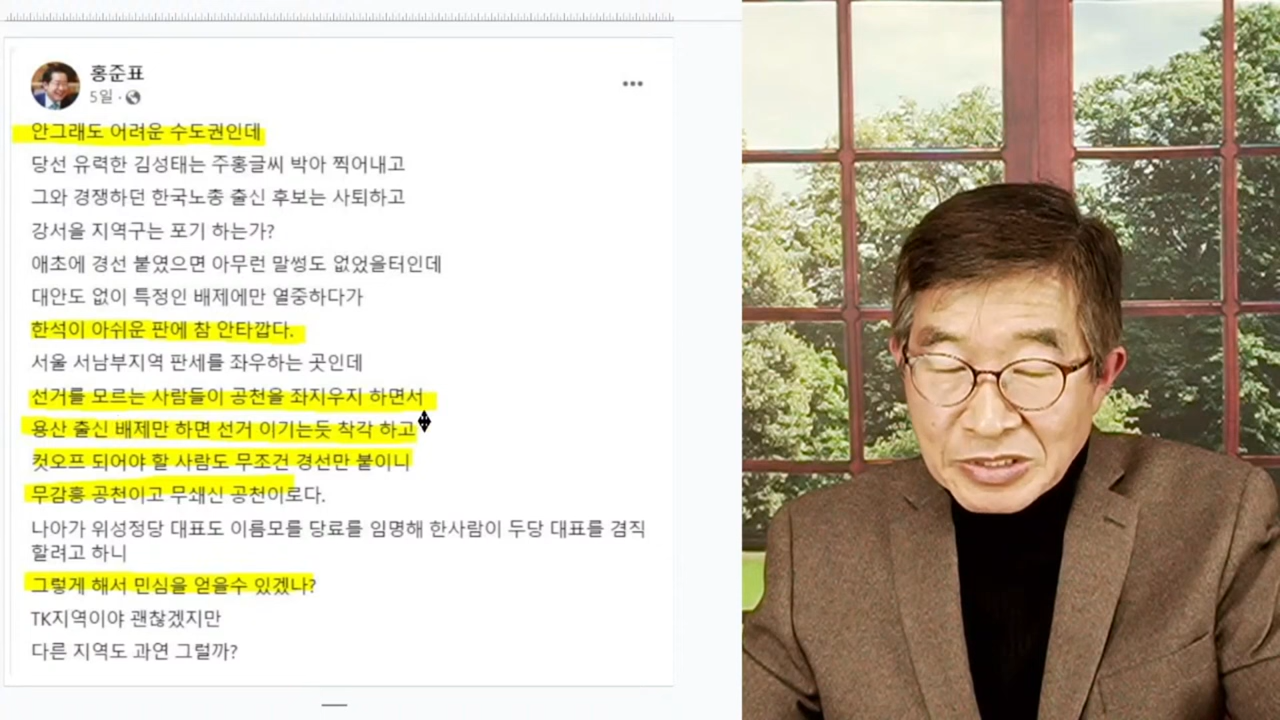 홍준표
5일
안그래도 어려운 수도권인데
당선 유력한 김성태는 주홍글씨 박아 찍어내고
그와 경쟁하던 한국노총 출신 후보는 사퇴하고
강서을 지역구는 포기 하는가?
애초에 경선 붙였으면 아무런 말썽도 없었을터인데
대안도 없이 특정인 배제에만 열중하다가
한석이 아쉬운 판에 참 안타깝다.
서울 서남부지역 판세를 좌우하는 곳인데
선거를 모르는 사람들이 공천을 좌지우지 하면서
용산 출신 배제만 하면 선거 이기는듯 착각 하고
컷오프 되어야 할 사람도 무조건 경선만 붙이니
무감흥 공천이고 무쇄신 공천이로다.
나아가 위성정당 대표도 이름모를 당료를 임명해 한사람이 두당 대표를 겸직
할려고 하니
그렇게 해서 민심을 얻을수 있겠나?
TK지역이야 괜찮겠지만
다른 지역도 과연 그럴까?